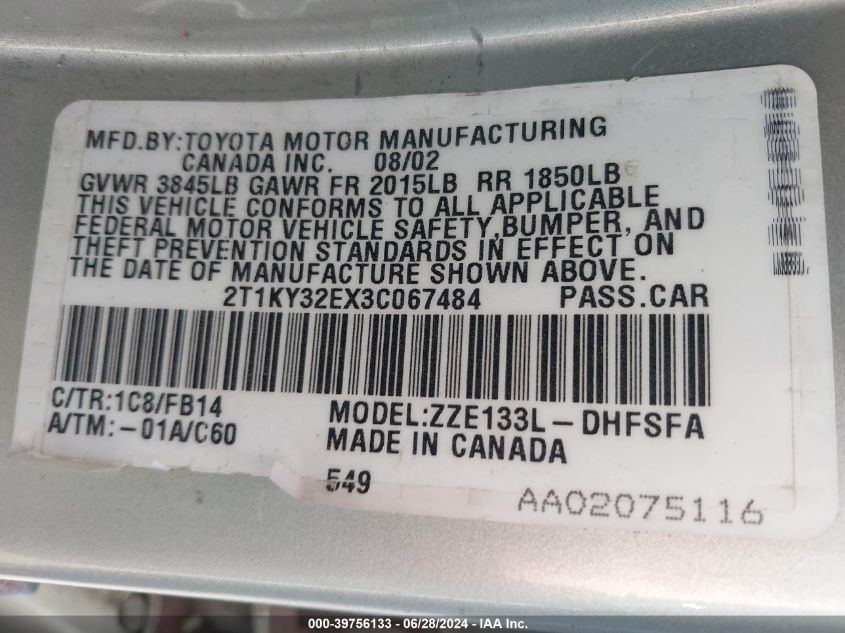 MFD.BY:TOYOTA MOTOR MANUFACTURING
CANADA INC. 08/02
GVWR 3845LB GAWR FR 2015LB RR 1850LB
THIS VEHICLE CONFORMS TO ALL APPLICABLE
FEDERAL MOTOR VEHICLE SAFETY,BUMPER, AND
THEFT PREVENTION STANDARDS IN EFFECT ON
THE DATE OF MANUFACTURE SHOWN ABOVE.
2T1KY32EX3C067484 PASS.CAR
C/TR:1C8/FB14
A/TM:-01A/C60
MODEL:ZZE133L-DHFSFA
MADE IN CANADA
549
AA02075116
000-39756133 - 06/28/2024 - IAA Inc.